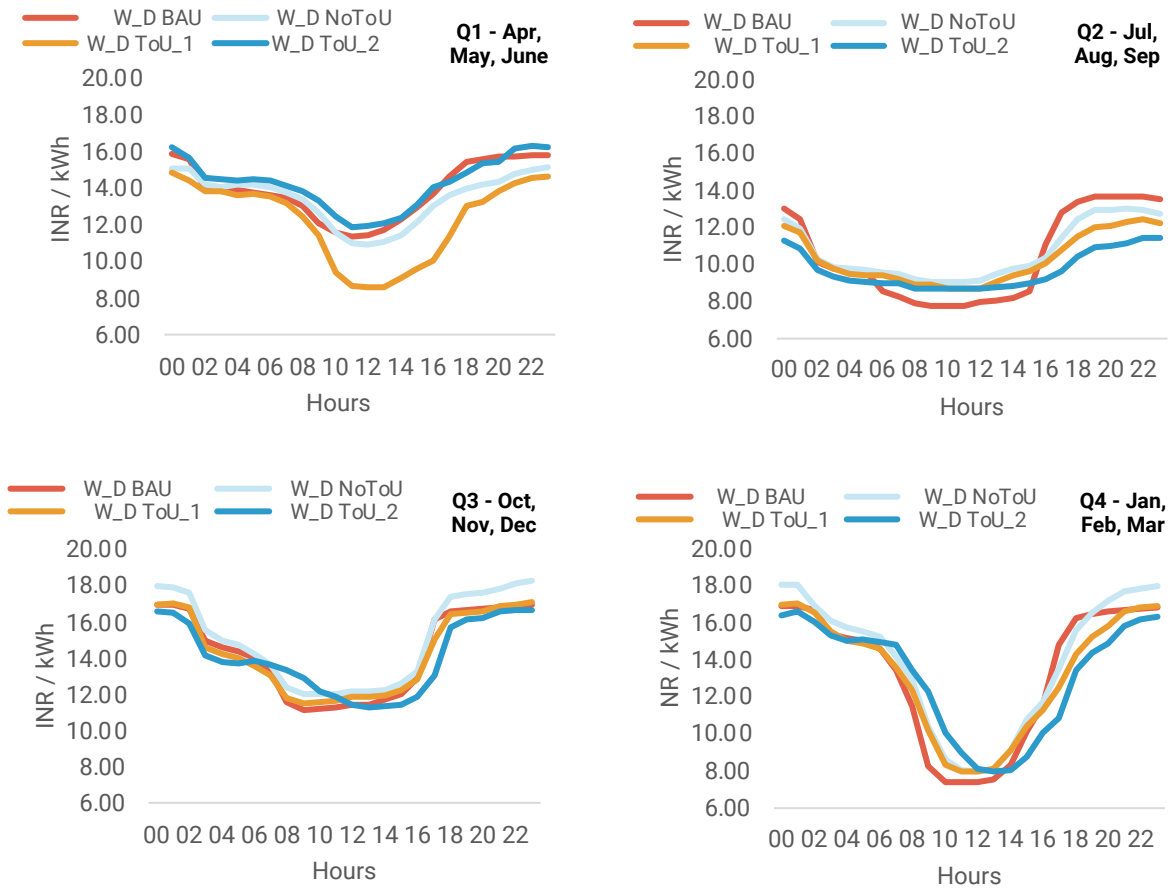 W_D BAU W_D NoToU
W_D ToU_1 W_D ToU_2
Q1 - Apr,
May, June
20.00
18.00
16.00
14.00
12.00
10.00
8.00
6.00
INR / kWh
00 02 04 06 08 10 12 14 16 18 20 22
Hours
W_D BAU W_D NoToU
W_D ToU_1 W_D ToU_2
Q2 - Jul,
Aug, Sep
20.00
18.00
16.00
14.00
12.00
10.00
8.00
6.00
INR / kWh
00 02 04 06 08 10 12 14 16 18 20 22
Hours
W_D BAU W_D NoToU
W_D ToU_1 W_D ToU_2
Q3 - Oct,
Nov, Dec
20.00
18.00
16.00
14.00
12.00
10.00
8.00
6.00
INR / kWh
00 02 04 06 08 10 12 14 16 18 20 22
Hours
W_D BAU W_D NoToU
W_D ToU_1 W_D ToU_2
Q4 - Jan,
Feb, Mar
20.00
18.00
16.00
14.00
12.00
10.00
8.00
6.00
NR / kWh
00 02 04 06 08 10 12 14 16 18 20 22
Hours